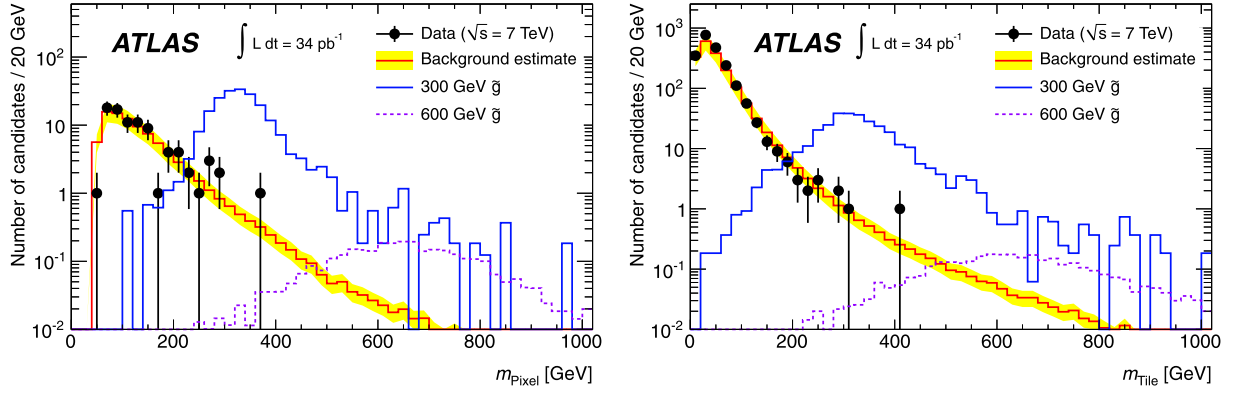 Number of candidates / 20 GeV
ATLAS
∫ L dt = 34 pb⁻¹
Data (√s = 7 TeV)
Background estimate
300 GeV g̃
600 GeV g̃
10²
10
1
10⁻¹
10⁻²
0 200 400 600 800 1000
m_Pixel [GeV]
Number of candidates / 20 GeV
ATLAS
∫ L dt = 34 pb⁻¹
Data (√s = 7 TeV)
Background estimate
300 GeV g̃
600 GeV g̃
10³
10²
10
1
10⁻¹
10⁻²
0 200 400 600 800 1000
m_Tile [GeV]